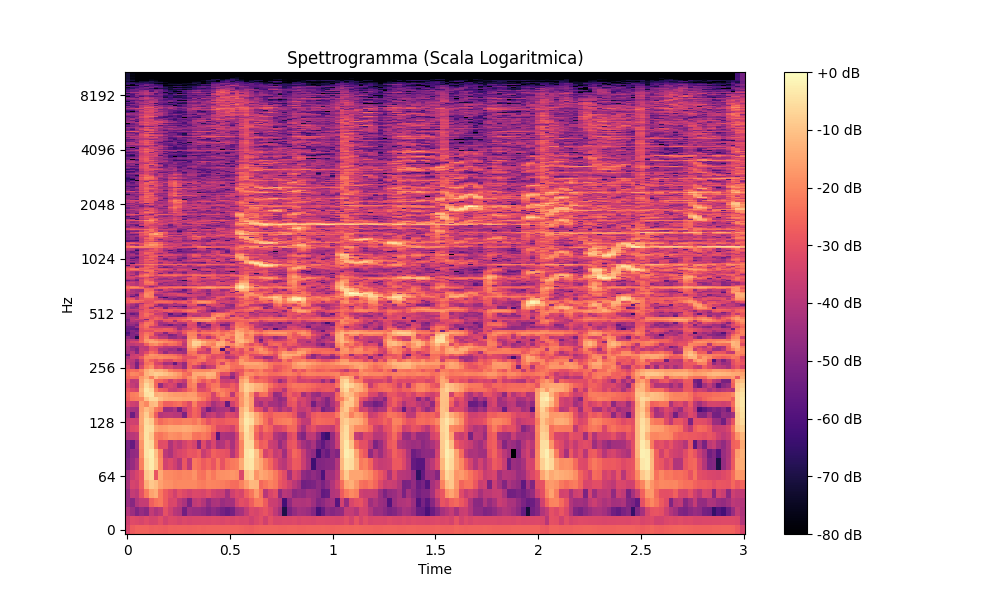 Spettrogramma (Scala Logaritmica)
Hz
8192
4096
2048
1024
512
256
128
64
0
0 0.5 1 1.5 2 2.5 3
Time
+0 dB
-10 dB
-20 dB
-30 dB
-40 dB
-50 dB
-60 dB
-70 dB
-80 dB